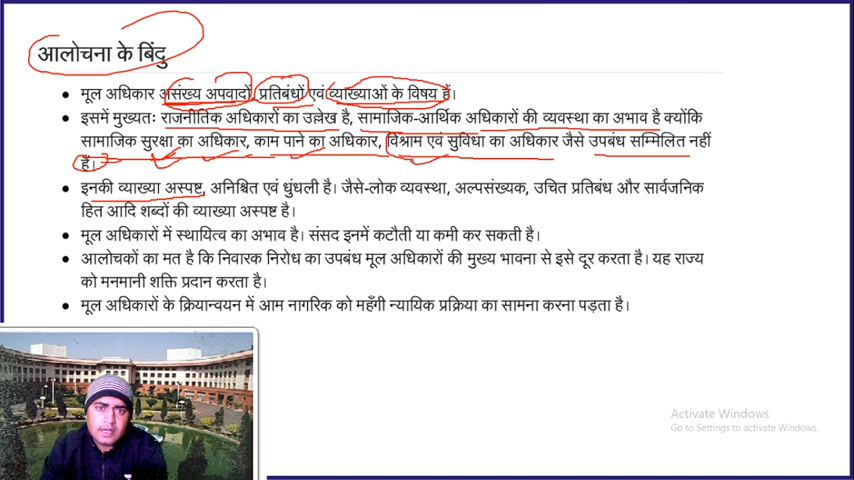 आलोचना के बिंदु
• मूल अधिकार असंख्य अपवादों, प्रतिबंधों एवं व्याख्याओं के विषय हैं।
• इसमें मुख्यतः राजनीतिक अधिकारों का उल्लेख है, सामाजिक-आर्थिक अधिकारों की व्यवस्था का अभाव है क्योंकि
सामाजिक सुरक्षा का अधिकार, काम पाने का अधिकार, विश्राम एवं सुविधा का अधिकार जैसे उपबंध सम्मिलित नहीं
हैं।
• इनकी व्याख्या अस्पष्ट, अनिश्चित एवं धुंधली है। जैसे-लोक व्यवस्था, अल्पसंख्यक, उचित प्रतिबंध और सार्वजनिक
हित आदि शब्दों की व्याख्या अस्पष्ट है।
• मूल अधिकारों में स्थायित्व का अभाव है। संसद इनमें कटौती या कमी कर सकती है।
• आलोचकों का मत है कि निवारक निरोध का उपबंध मूल अधिकारों की मुख्य भावना से इसे दूर करता है। यह राज्य
को मनमानी शक्ति प्रदान करता है।
• मूल अधिकारों के क्रियान्वयन में आम नागरिक को महँगी न्यायिक प्रक्रिया का सामना करना पड़ता है।
Activate Windows
Go to Settings to activate Windows.